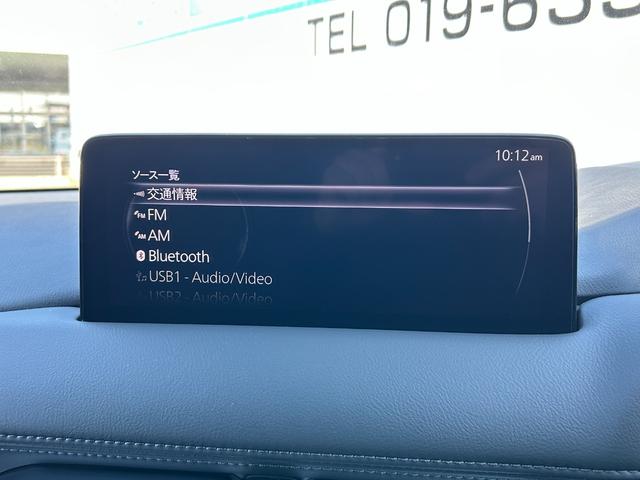 TEL 019-6
10:12am
ソース一覧
交通情報
FM
AM
Bluetooth
USB1 - Audio/Video
USB2 - Audio/Video